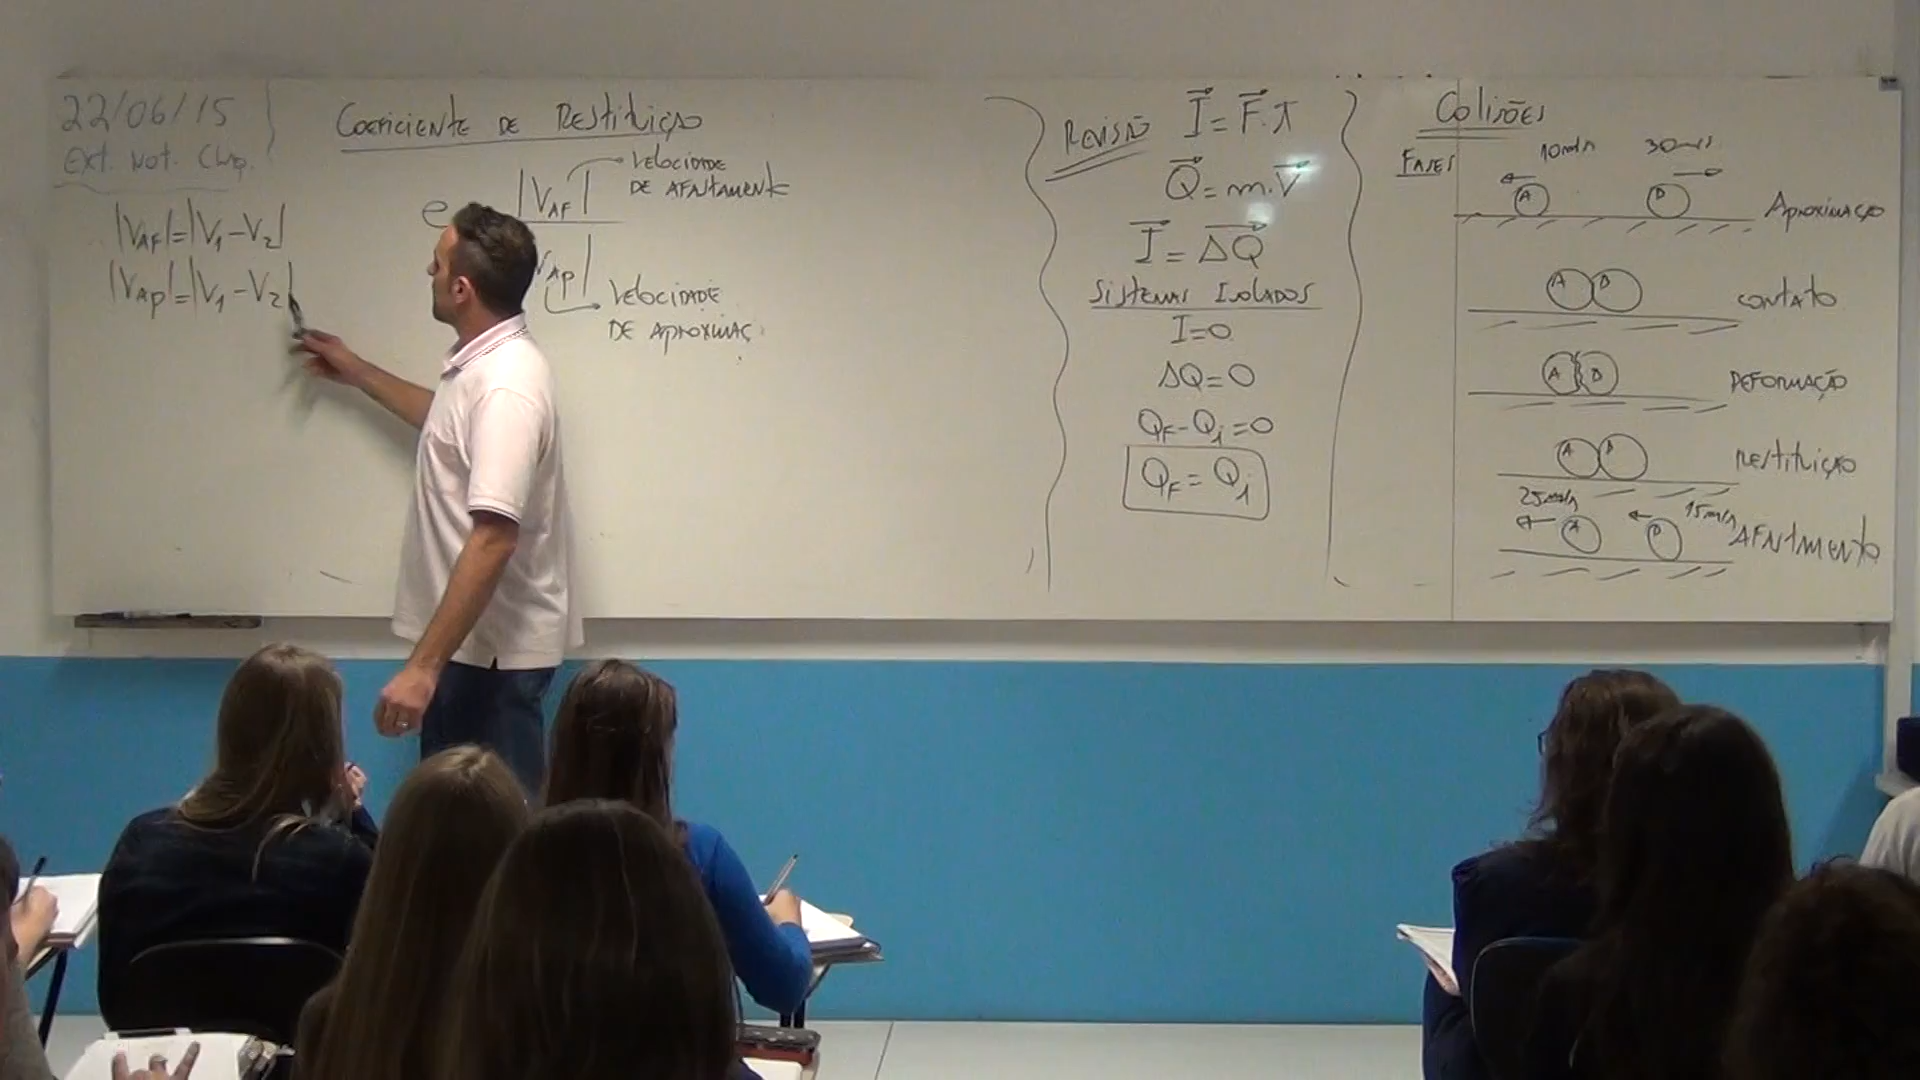 22/06/15
Ext. Not. Chap.
|VAF|=|V1-V2|
|VAP|=|V1-V2|
COEFICIENTE DE RESTITUIÇÃO
e
|VAF|
VELOCIDADE
DE AFASTAMENTO
VAP|
VELOCIDADE
DE APROXIMAÇ
REVISÃO
I = F.t
Q = m.V
I = ΔQ
SISTEMAS ISOLADOS
I=0
ΔQ=0
QF-Qi=0
QF = Qi
COLISÕES
FASES
10m/s
30m/s
A
B
APROXIMAÇÃO
A B
CONTATO
A B
DEFORMAÇÃO
A B
RESTITUIÇÃO
25m/s
15m/s
A
B
AFASTAMENTO